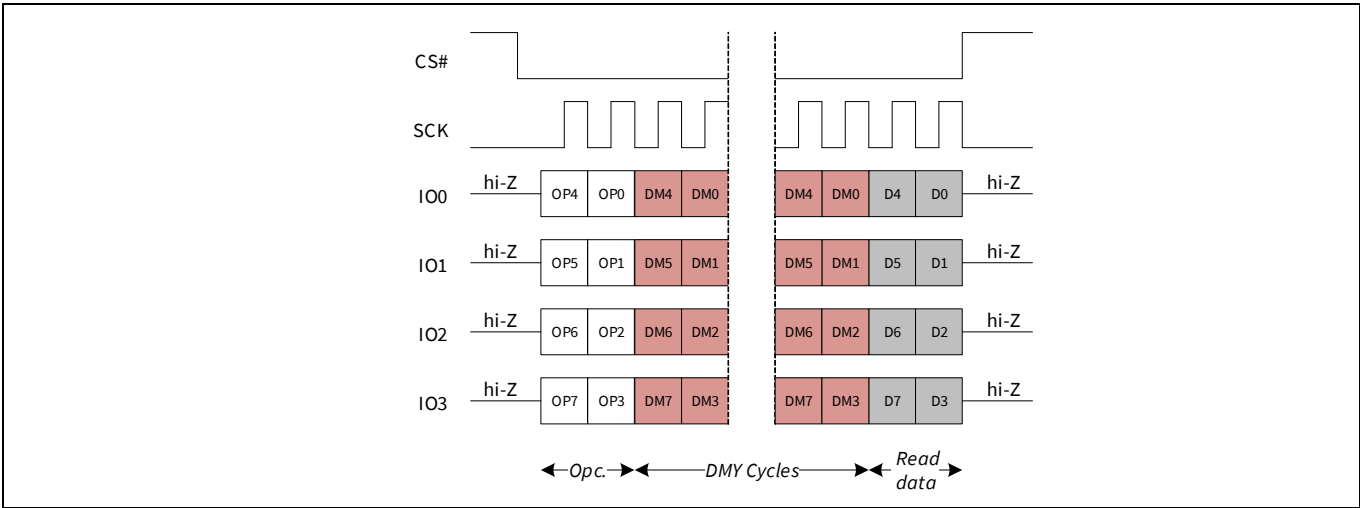 CS#
SCK
IO0 hi-Z OP4 OP0 DM4 DM0 DM4 DM0 D4 D0 hi-Z
IO1 hi-Z OP5 OP1 DM5 DM1 DM5 DM1 D5 D1 hi-Z
IO2 hi-Z OP6 OP2 DM6 DM2 DM6 DM2 D6 D2 hi-Z
IO3 hi-Z OP7 OP3 DM7 DM3 DM7 DM3 D7 D3 hi-Z
Opc. DMY Cycles Read
data